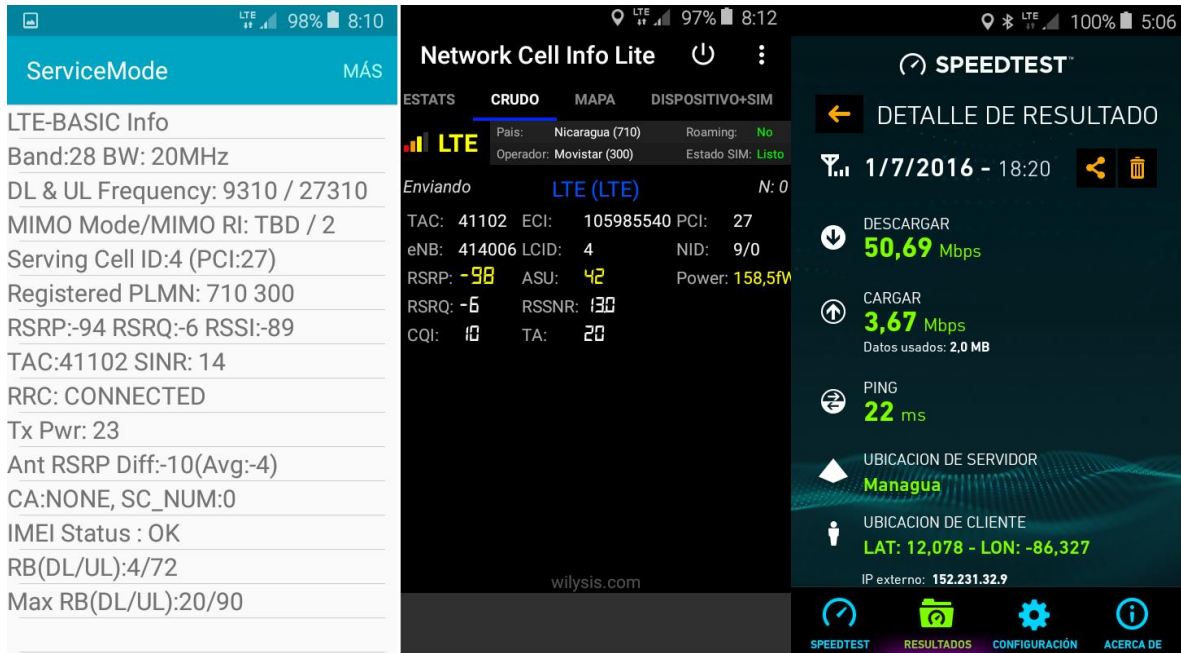 LTE 98% 8:10
ServiceMode MÁS
LTE-BASIC Info
Band:28 BW: 20MHz
DL & UL Frequency: 9310 / 27310
MIMO Mode/MIMO RI: TBD / 2
Serving Cell ID:4 (PCI:27)
Registered PLMN: 710 300
RSRP:-94 RSRQ:-6 RSSI:-89
TAC:41102 SINR: 14
RRC: CONNECTED
Tx Pwr: 23
Ant RSRP Diff:-10(Avg:-4)
CA:NONE, SC_NUM:0
IMEI Status : OK
RB(DL/UL):4/72
Max RB(DL/UL):20/90
LTE 97% 8:12
Network Cell Info Lite
ESTATS CRUDO MAPA DISPOSITIVO+SIM
LTE
Pais: Nicaragua (710) Roaming: No
Operador: Movistar (300) Estado SIM: Listo
Enviando LTE (LTE) N: 0
TAC: 41102 ECI: 105985540 PCI: 27
eNB: 414006 LCID: 4 NID: 9/0
RSRP: -98 ASU: 42 Power: 158,5fW
RSRQ: -6 RSSNR: 13.0
CQI: 10 TA: 20
wilysis.com
LTE 100% 5:06
SPEEDTEST™
DETALLE DE RESULTADO
1/7/2016 - 18:20
DESCARGAR
50,69 Mbps
CARGAR
3,67 Mbps
Datos usados: 2,0 MB
PING
22 ms
UBICACION DE SERVIDOR
Managua
UBICACION DE CLIENTE
LAT: 12,078 - LON: -86,327
IP externo: 152.231.32.9
SPEEDTEST RESULTADOS CONFIGURACIÓN ACERCA DE